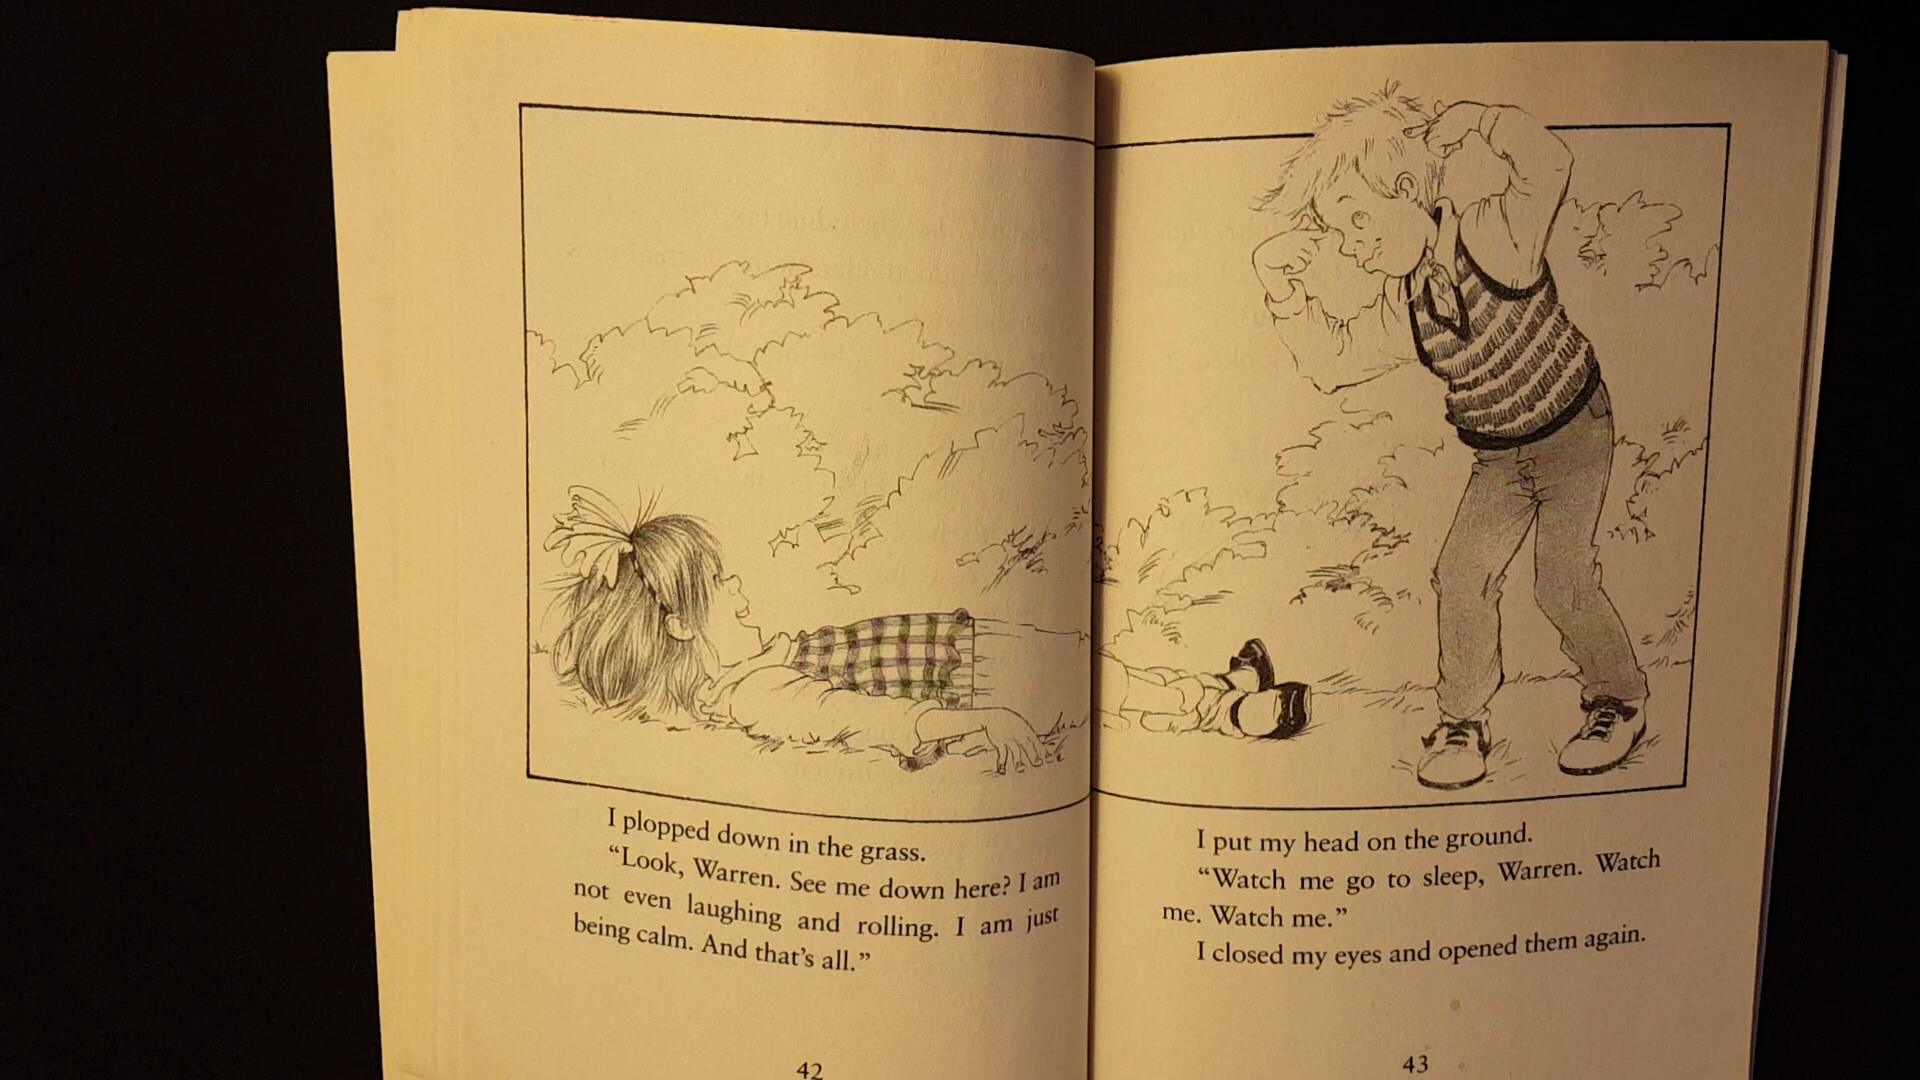 I plopped down in the grass.
“Look, Warren. See me down here? I am
not even laughing and rolling. I am just
being calm. And that’s all.”
42
I put my head on the ground.
“Watch me go to sleep, Warren. Watch
me. Watch me.”
I closed my eyes and opened them again.
43